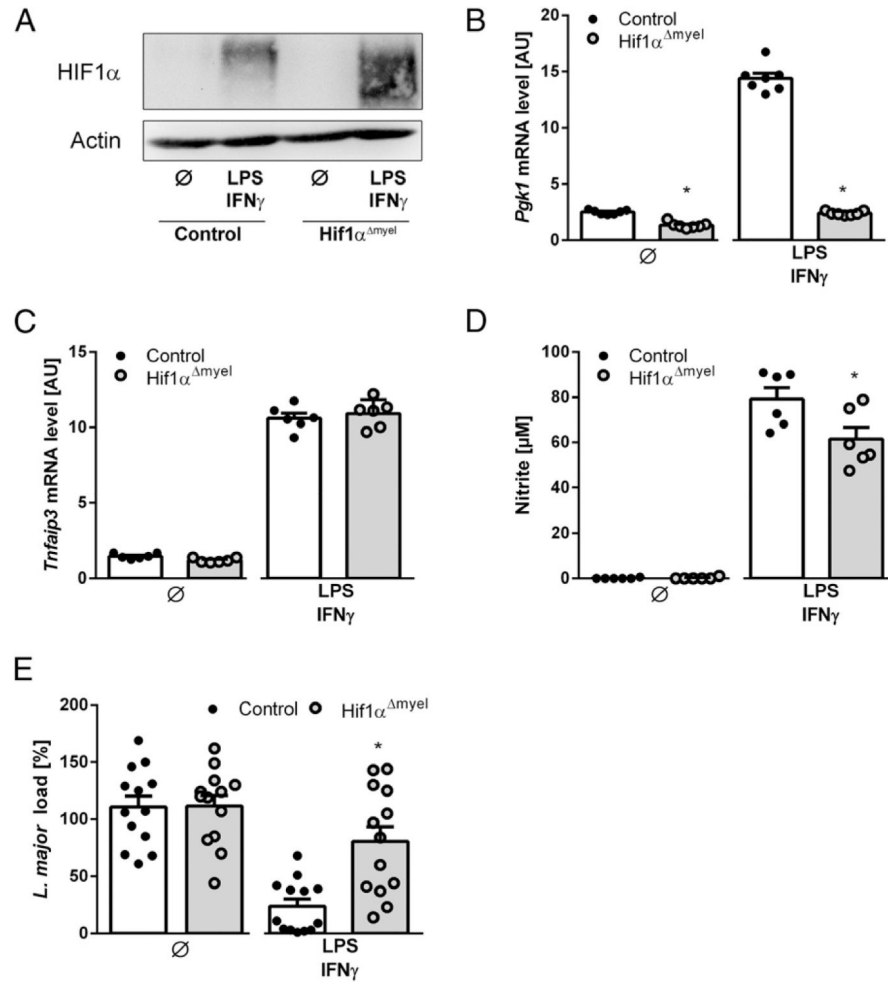 A
HIF1α
Actin
∅ LPS IFNγ ∅ LPS IFNγ
Control Hif1α^Δmyel
B
Control
Hif1α^Δmyel
Pgk1 mRNA level [AU]
20
15
10
5
0
*
*
∅ LPS
IFNγ
C
Control
Hif1α^Δmyel
Tnfaip3 mRNA level [AU]
15
10
5
0
∅ LPS
IFNγ
D
Control
Hif1α^Δmyel
Nitrite [µM]
100
80
60
40
20
0
*
∅ LPS
IFNγ
E
Control Hif1α^Δmyel
L. major load [%]
200
150
100
50
0
*
∅ LPS
IFNγ